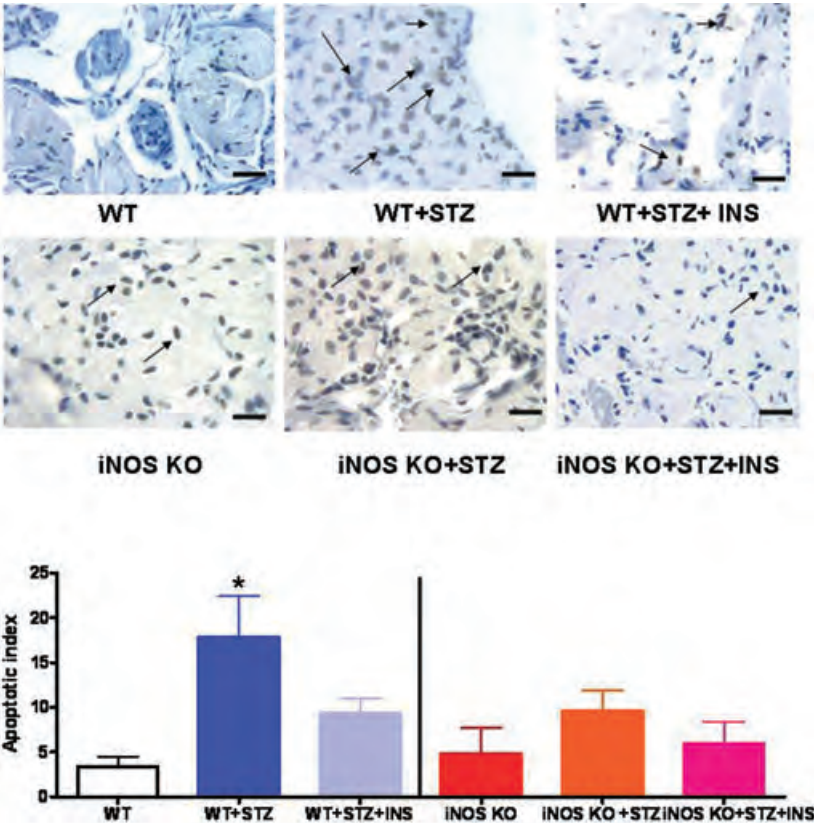 WT WT+STZ WT+STZ+ INS
iNOS KO iNOS KO+STZ iNOS KO+STZ+INS
25
*
20
15
10
5
0
Apoptotic index
WT WT+STZ WT+STZ+INS iNOS KO iNOS KO +STZ iNOS KO+STZ+INS